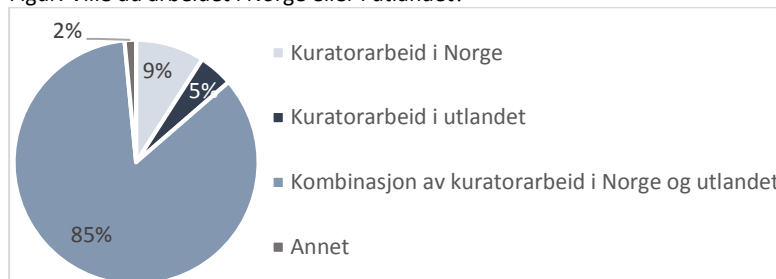 2%
9%
5%
85%
Kuratorarbeid i Norge
Kuratorarbeid i utlandet
Kombinasjon av kuratorarbeid i Norge og utlandet
Annet